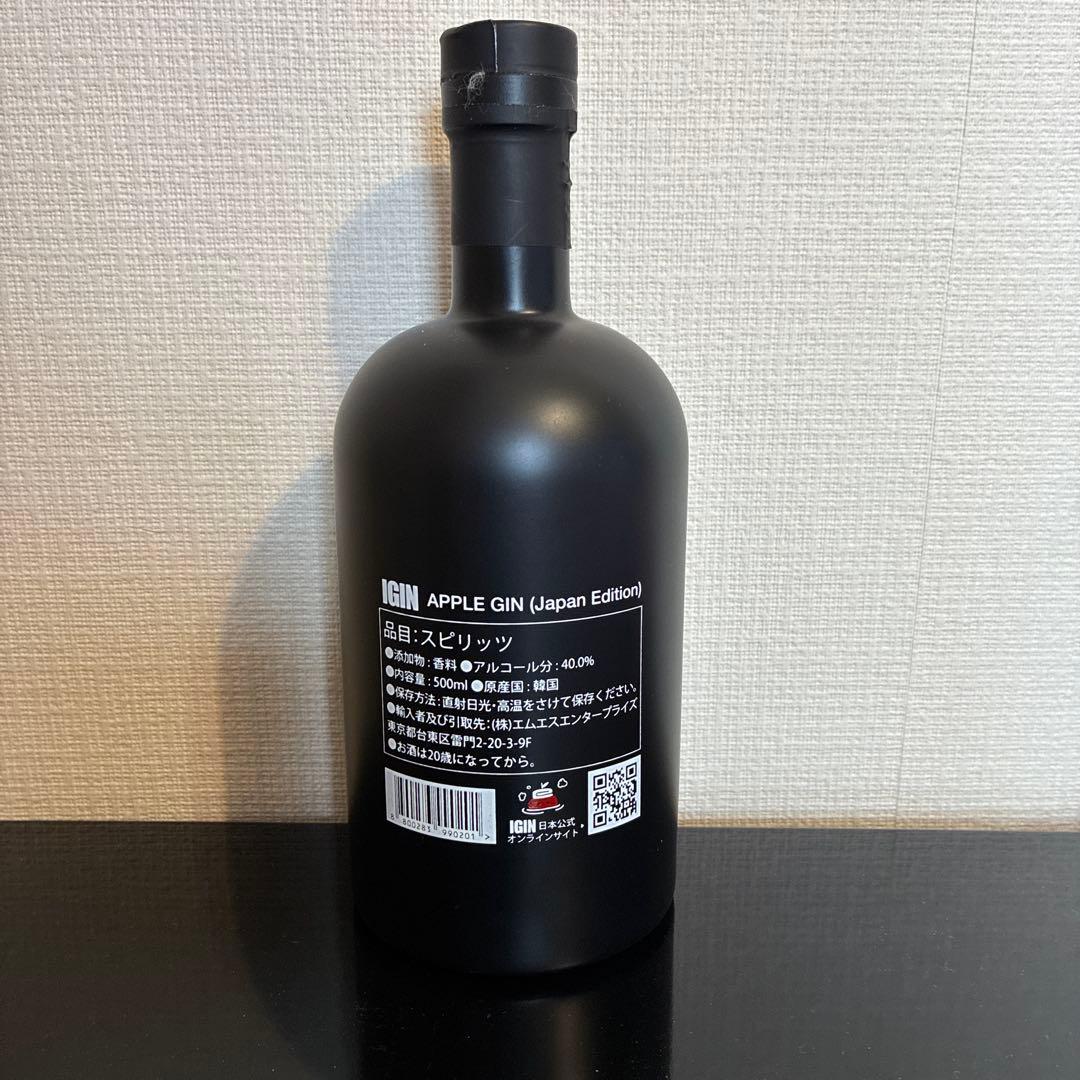 IGIN APPLE GIN (Japan Edition)
品目:スピリッツ
●添加物:香料 ●アルコール分:40.0%
●内容量:500ml ●原産国:韓国
●保存方法:直射日光・高温をさけて保存ください。
●輸入者及び引取先:(株)エムエスエンタープライズ
東京都台東区雷門2-20-3-9F
●お酒は20歳になってから。
8 800283 990201 >
IGIN 日本公式
オンラインサイト